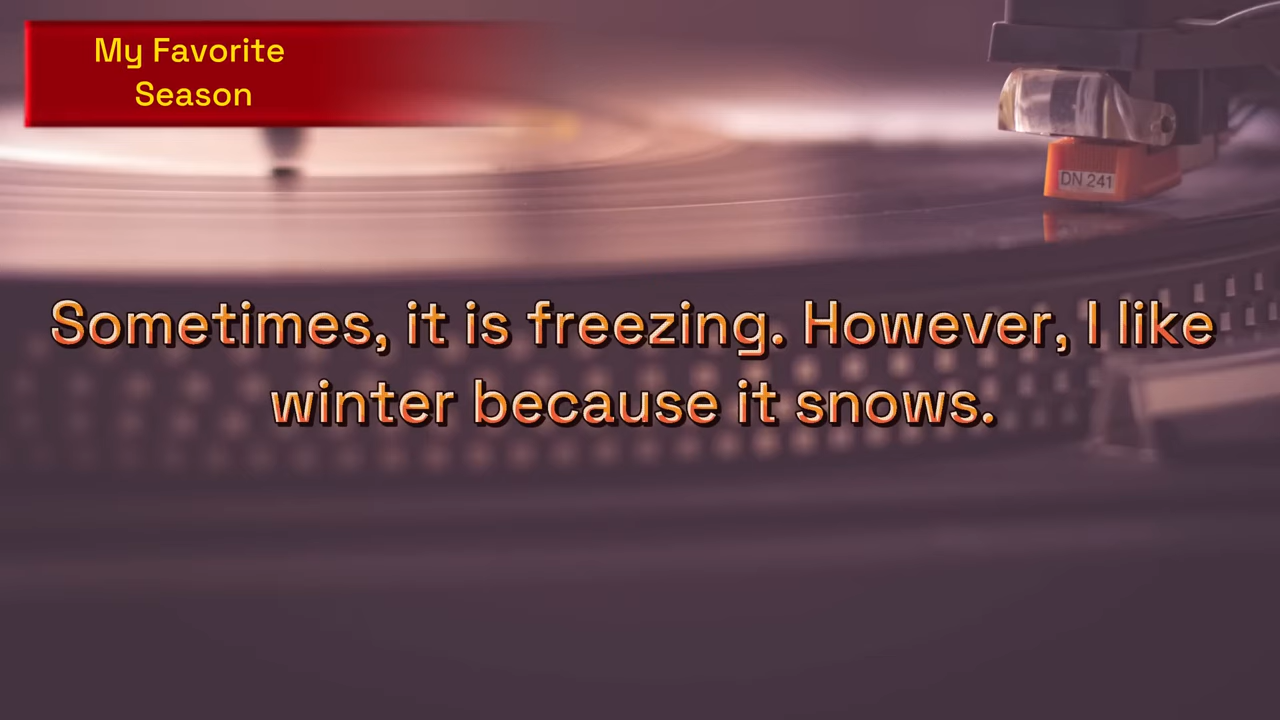 My Favorite
Season
DN 241
Sometimes, it is freezing. However, I like
winter because it snows.